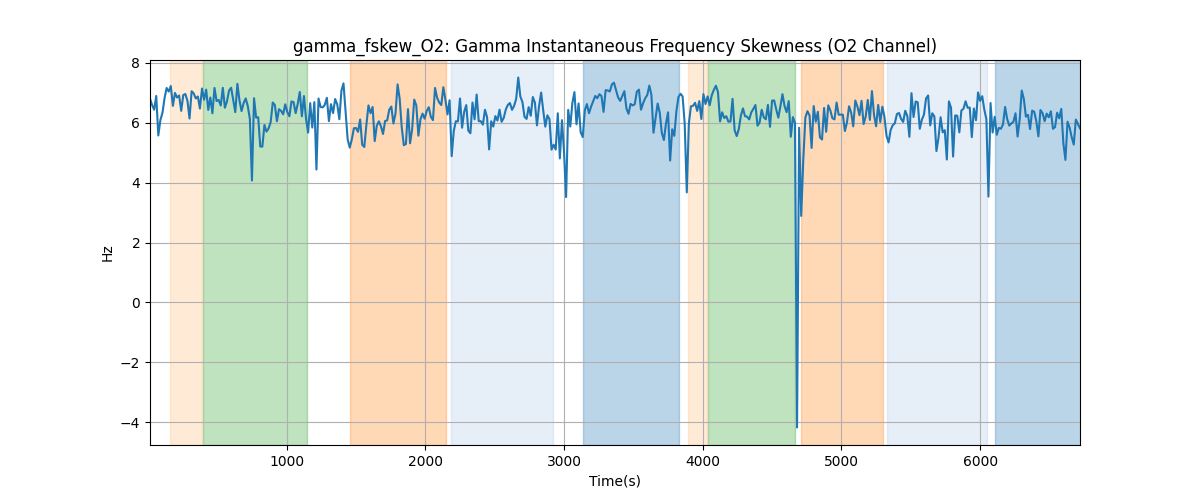 gamma_fskew_O2: Gamma Instantaneous Frequency Skewness (O2 Channel)
8
6
4
2
0
−2
−4
Hz
1000 2000 3000 4000 5000 6000
Time(s)